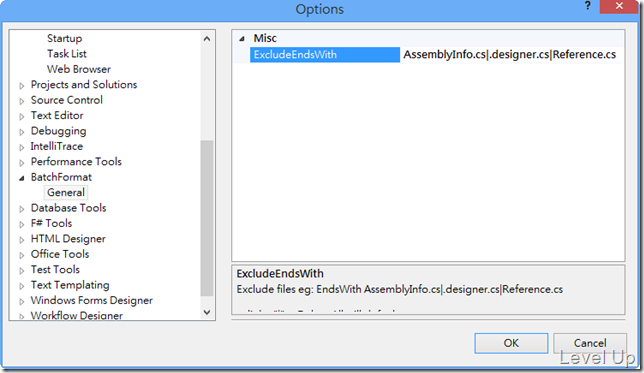 Options
?
Startup
Task List
Web Browser
Projects and Solutions
Source Control
Text Editor
Debugging
IntelliTrace
Performance Tools
BatchFormat
General
Database Tools
F# Tools
HTML Designer
Office Tools
Test Tools
Text Templating
Windows Forms Designer
Workflow Designer
Misc
ExcludeEndsWith AssemblyInfo.cs|.designer.cs|Reference.cs
ExcludeEndsWith
Exclude files eg: EndsWith AssemblyInfo.cs|.designer.cs|Reference.cs
OK
Cancel
Level Up